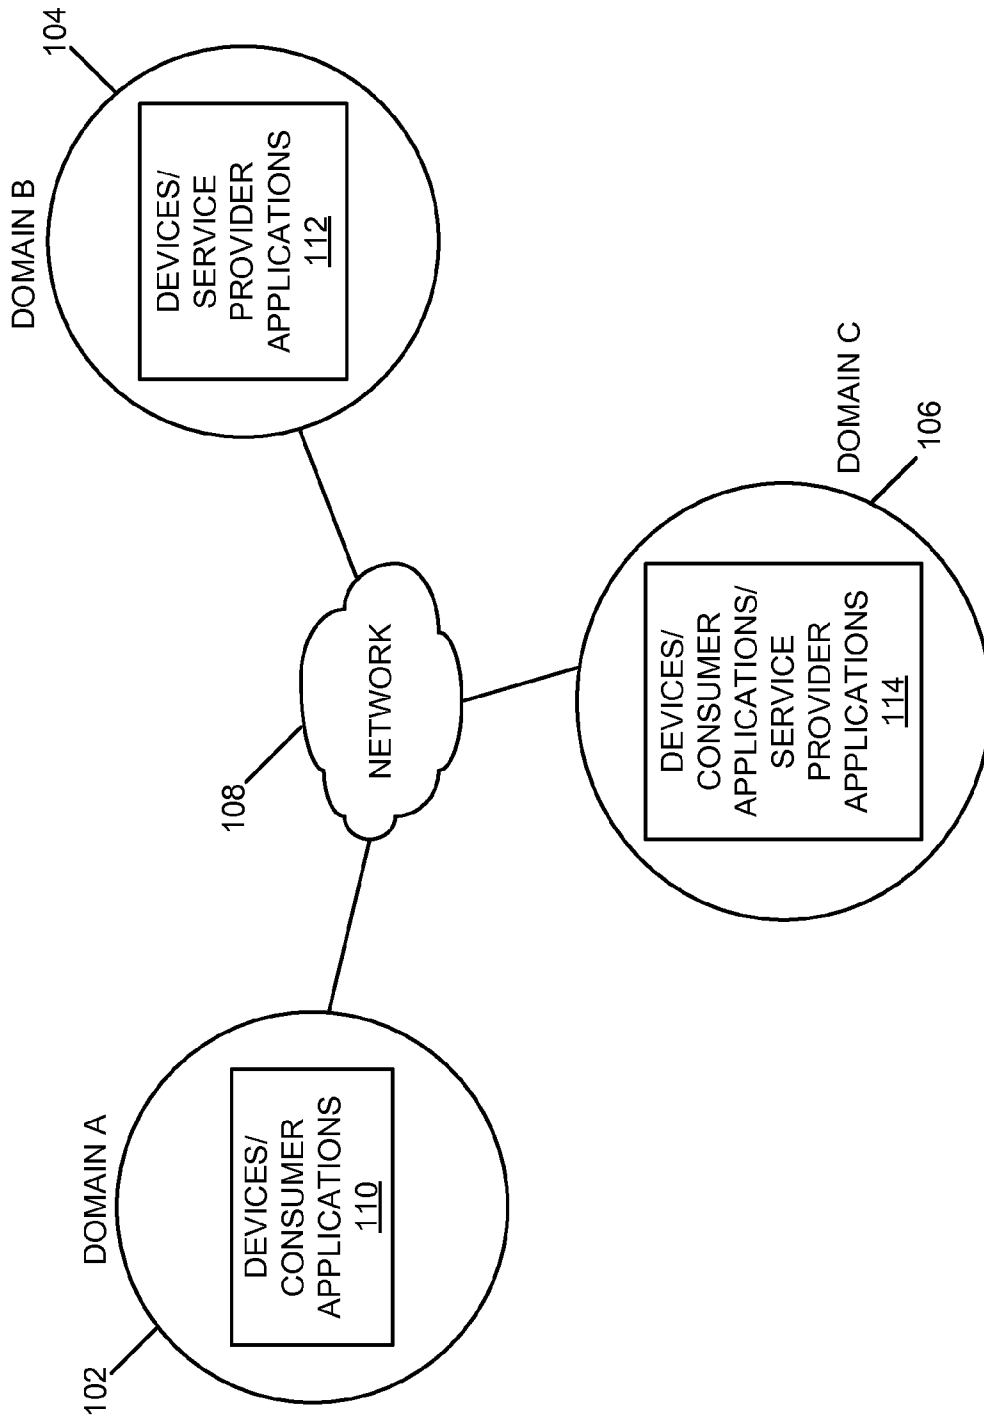 102
DOMAIN A
DEVICES/
CONSUMER
APPLICATIONS
110
108
NETWORK
DOMAIN B
104
DEVICES/
SERVICE
PROVIDER
APPLICATIONS
112
DOMAIN C
106
DEVICES/
CONSUMER
APPLICATIONS/
SERVICE
PROVIDER
APPLICATIONS
114